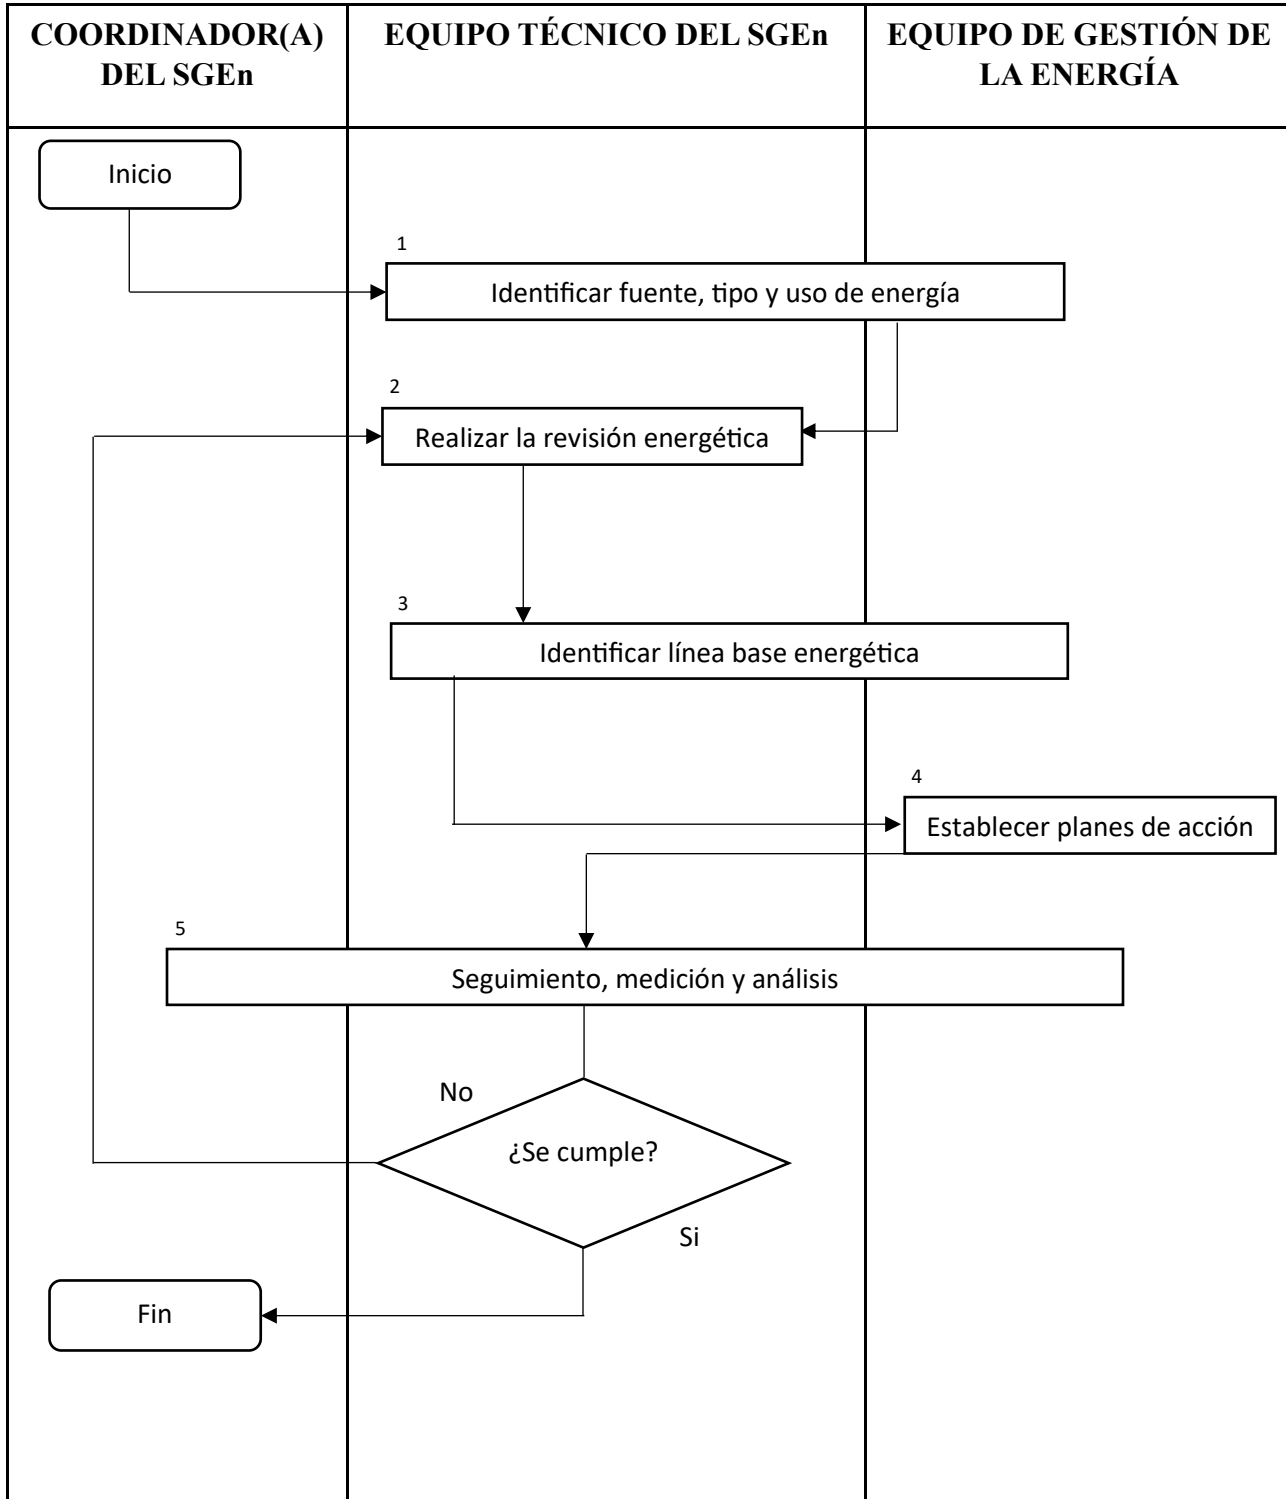 COORDINADOR(A)
DEL SGEn
EQUIPO TÉCNICO DEL SGEn
EQUIPO DE GESTIÓN DE
LA ENERGÍA
Inicio
1
Identificar fuente, tipo y uso de energía
2
Realizar la revisión energética
3
Identificar línea base energética
4
Establecer planes de acción
5
Seguimiento, medición y análisis
No
¿Se cumple?
Si
Fin